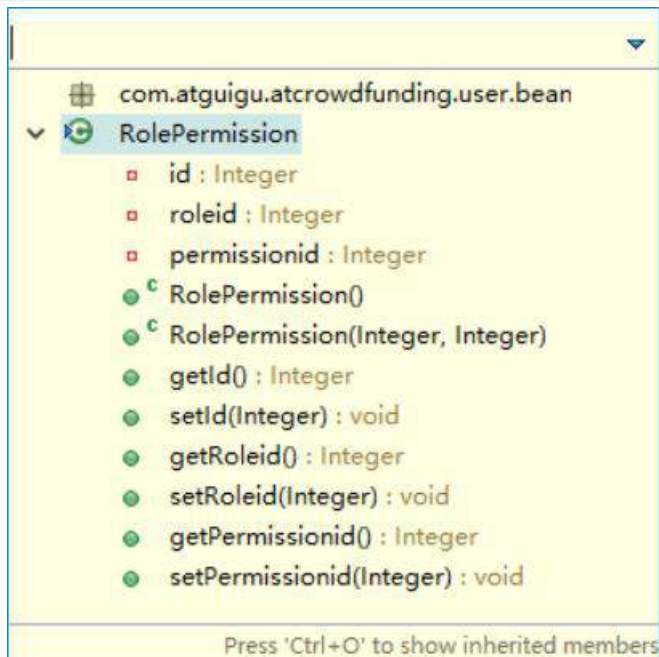 com.atguigu.atcrowdfunding.user.bean
RolePermission
id : Integer
roleid : Integer
permissionid : Integer
C RolePermission()
C RolePermission(Integer, Integer)
getId() : Integer
setId(Integer) : void
getRoleid() : Integer
setRoleid(Integer) : void
getPermissionid() : Integer
setPermissionid(Integer) : void
Press 'Ctrl+O' to show inherited members